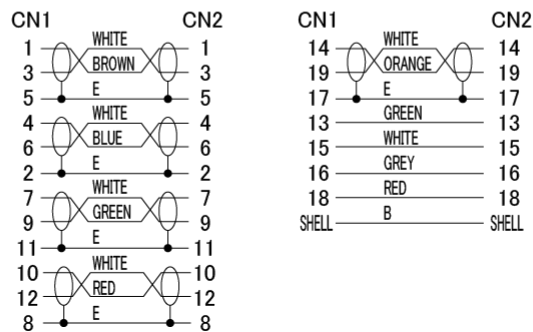 CN1 CN2
1 WHITE 1
3 BROWN 3
5 E 5
4 WHITE 4
6 BLUE 6
2 E 2
7 WHITE 7
9 GREEN 9
11 E 11
10 WHITE 10
12 RED 12
8 E 8
CN1 CN2
14 WHITE 14
19 ORANGE 19
17 E 17
13 GREEN 13
15 WHITE 15
16 GREY 16
18 RED 18
SHELL B SHELL